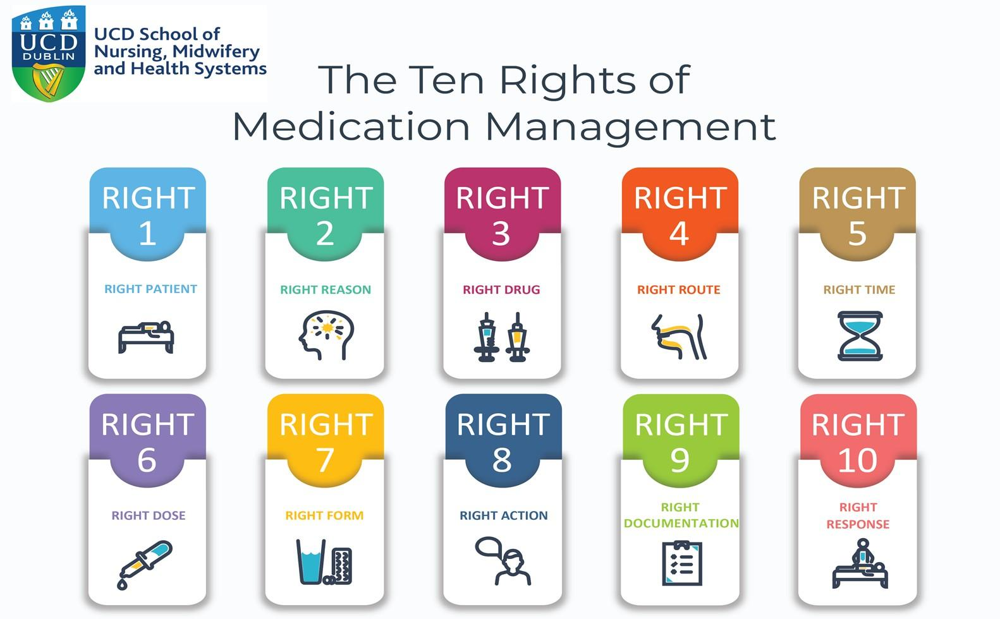 UCD
DUBLIN
UCD School of
Nursing, Midwifery
and Health Systems
The Ten Rights of
Medication Management
RIGHT
1
RIGHT PATIENT
RIGHT
2
RIGHT REASON
RIGHT
3
RIGHT DRUG
RIGHT
4
RIGHT ROUTE
RIGHT
5
RIGHT TIME
RIGHT
6
RIGHT DOSE
RIGHT
7
RIGHT FORM
RIGHT
8
RIGHT ACTION
RIGHT
9
RIGHT
DOCUMENTATION
RIGHT
10
RIGHT
RESPONSE